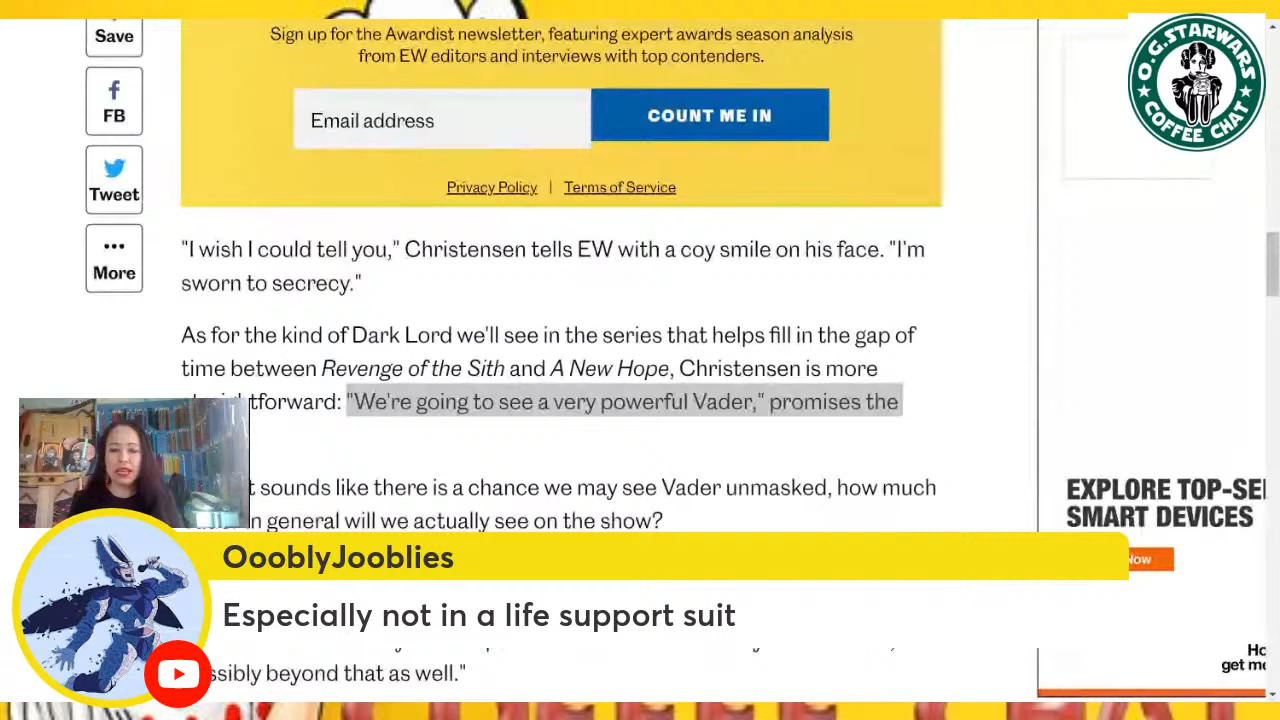 Save
Sign up for the Awardist newsletter, featuring expert awards season analysis
from EW editors and interviews with top contenders.
O.G. STARWARS
COFFEE CHAT
FB
Email address
COUNT ME IN
Tweet
Privacy Policy | Terms of Service
More
"I wish I could tell you," Christensen tells EW with a coy smile on his face. "I'm
sworn to secrecy."
As for the kind of Dark Lord we'll see in the series that helps fill in the gap of
time between Revenge of the Sith and A New Hope, Christensen is more
"We're going to see a very powerful Vader," promises the
sounds like there is a chance we may see Vader unmasked, how much
general will we actually see on the show?
EXPLORE TOP-SE
SMART DEVICES
Now
OooblyJooblies
Especially not in a life support suit
beyond that as well."
get